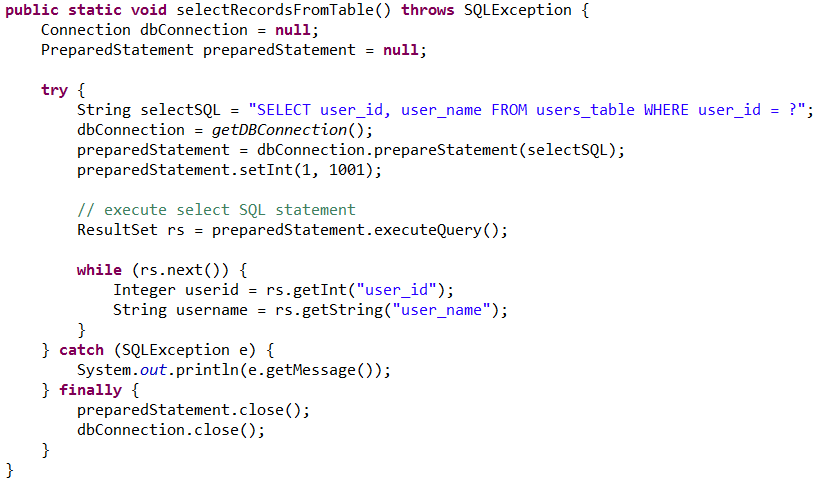 public static void selectRecordsFromTable() throws SQLException {
    Connection dbConnection = null;
    PreparedStatement preparedStatement = null;

    try {
        String selectSQL = "SELECT user_id, user_name FROM users_table WHERE user_id = ?";
        dbConnection = getDBConnection();
        preparedStatement = dbConnection.prepareStatement(selectSQL);
        preparedStatement.setInt(1, 1001);

        // execute select SQL statement
        ResultSet rs = preparedStatement.executeQuery();

        while (rs.next()) {
            Integer userid = rs.getInt("user_id");
            String username = rs.getString("user_name");
        }
    } catch (SQLException e) {
        System.out.println(e.getMessage());
    } finally {
        preparedStatement.close();
        dbConnection.close();
    }
}